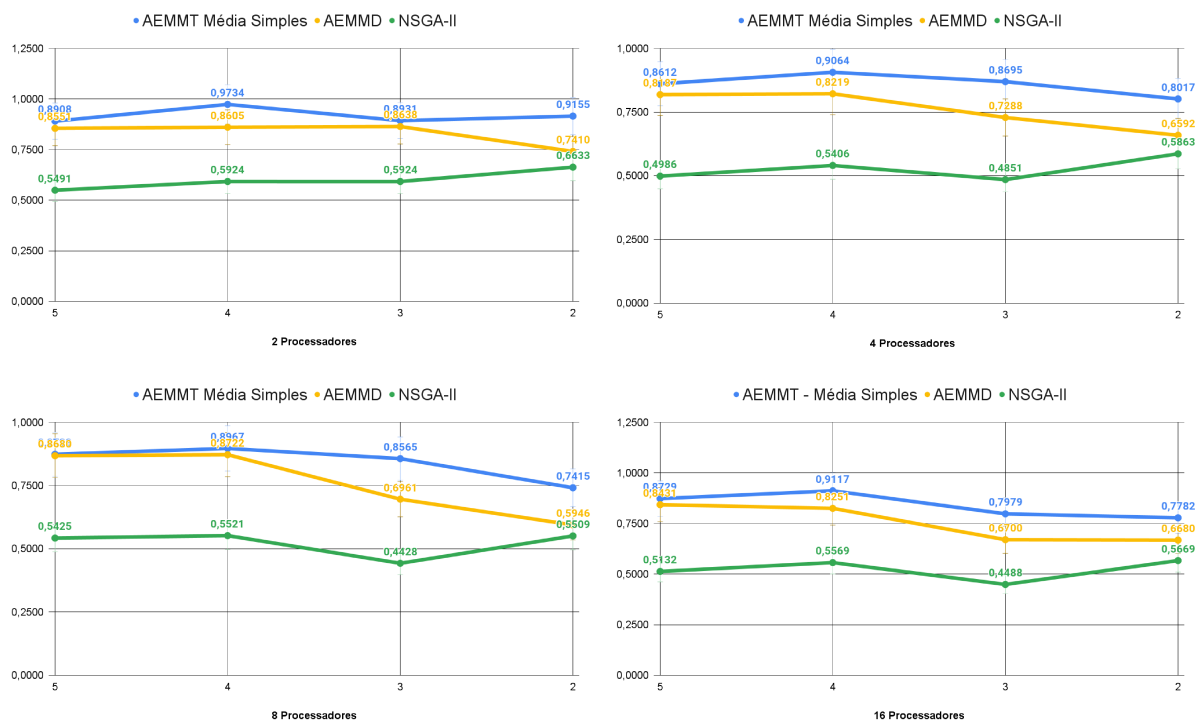 AEMMT Média Simples AEMMD NSGA-II
1,2500
1,0000
0,7500
0,5000
0,2500
0,0000
0,8908 0,9734 0,8931 0,9155
0,8551 0,8605 0,8638 0,7410
0,5491 0,5924 0,5924 0,6633
5 4 3 2
2 Processadores
AEMMT Média Simples AEMMD NSGA-II
1,0000
0,7500
0,5000
0,2500
0,0000
0,8612 0,9064 0,8695 0,8017
0,8219 0,7288 0,6592
0,4986 0,5406 0,4851 0,5863
5 4 3 2
4 Processadores
AEMMT Média Simples AEMMD NSGA-II
1,0000
0,7500
0,5000
0,2500
0,0000
0,8967 0,8565 0,7415
0,8680 0,8722 0,6961 0,5946
0,5425 0,5521 0,4428 0,5509
5 4 3 2
8 Processadores
AEMMT - Média Simples AEMMD NSGA-II
1,2500
1,0000
0,7500
0,5000
0,2500
0,0000
0,8729 0,9117 0,7979 0,7782
0,8431 0,8251 0,6700 0,6680
0,5132 0,5569 0,4488 0,5669
5 4 3 2
16 Processadores